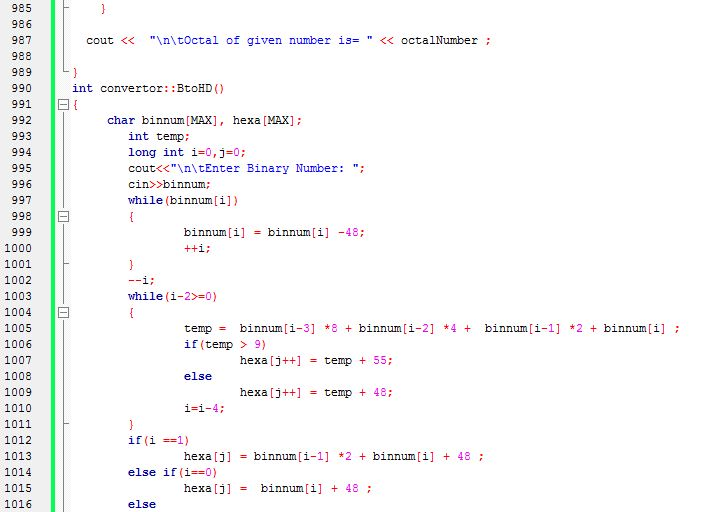 985 }
986
987 cout << "\n\tOctal of given number is= " << octalNumber ;
988
989 }
990 int convertor::BtoHD()
991 {
992 char binnum[MAX], hexa[MAX];
993 int temp;
994 long int i=0,j=0;
995 cout<<"\n\tEnter Binary Number: ";
996 cin>>binnum;
997 while(binnum[i])
998 {
999 binnum[i] = binnum[i] -48;
1000 ++i;
1001 }
1002 --i;
1003 while(i-2>=0)
1004 {
1005 temp = binnum[i-3] *8 + binnum[i-2] *4 + binnum[i-1] *2 + binnum[i] ;
1006 if(temp > 9)
1007 hexa[j++] = temp + 55;
1008 else
1009 hexa[j++] = temp + 48;
1010 i=i-4;
1011 }
1012 if(i ==1)
1013 hexa[j] = binnum[i-1] *2 + binnum[i] + 48 ;
1014 else if(i==0)
1015 hexa[j] = binnum[i] + 48 ;
1016 else